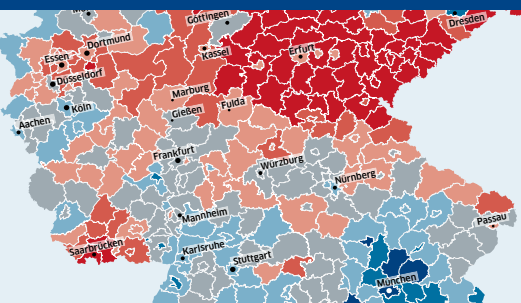 Göttingen
Dresden
Dortmund
Essen
Kassel
Erfurt
Düsseldorf
Marburg
Köln
Gießen
Fulda
Aachen
Frankfurt
Würzburg
Nürnberg
Mannheim
Passau
Saarbrücken
Karlsruhe
Stuttgart
München